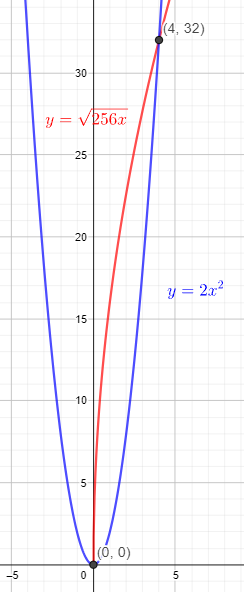 (4, 32)
30
y = √256x
25
20
y = 2x²
15
10
5
(0, 0)
−5 0 5